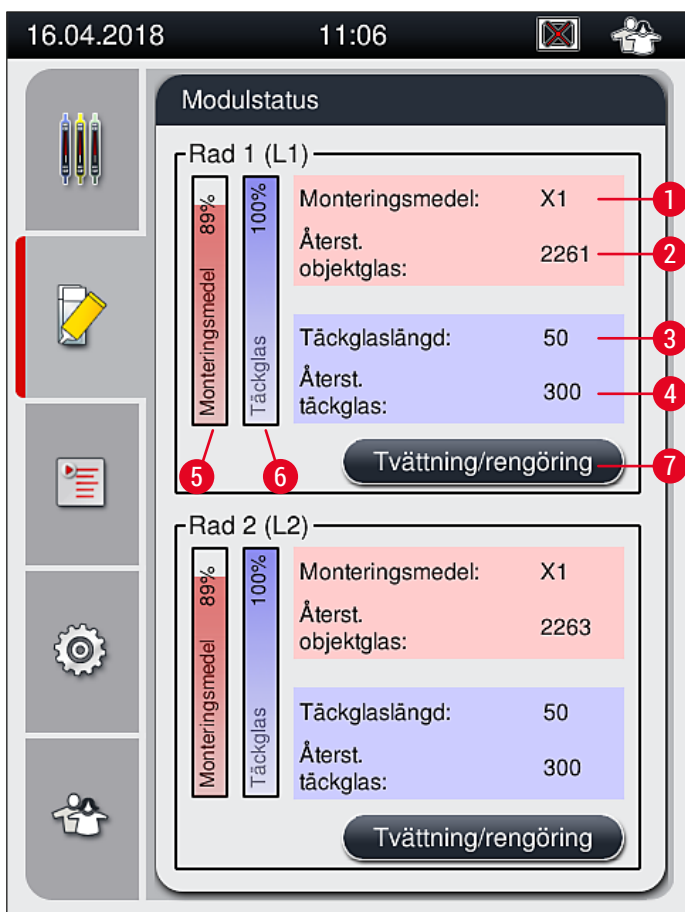 16.04.2018 11:06
Modulstatus
Rad 1 (L1)
89%
Monteringsmedel
100%
Täckglas
Monteringsmedel: X1 1
Återst.
objektglas: 2261 2
Täckglaslängd: 50 3
Återst.
täckglas: 300 4
5 6
Tvättning/rengöring 7
Rad 2 (L2)
89%
Monteringsmedel
100%
Täckglas
Monteringsmedel: X1
Återst.
objektglas: 2263
Täckglaslängd: 50
Återst.
täckglas: 300
Tvättning/rengöring